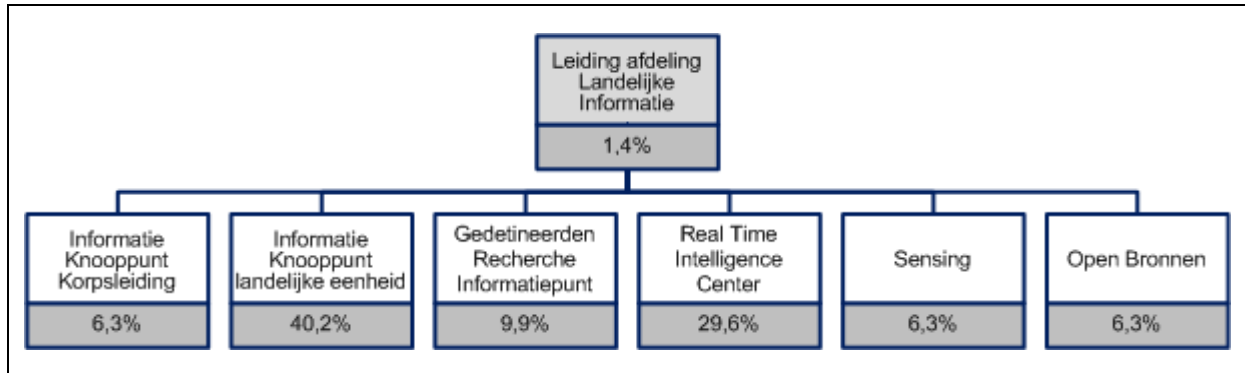 Leiding afdeling
Landelijke
Informatie
1,4%
Informatie
Knooppunt
Korpsleiding
6,3%
Informatie
Knooppunt
landelijke eenheid
40,2%
Gedetineerden
Recherche
Informatiepunt
9,9%
Real Time
Intelligence
Center
29,6%
Sensing
6,3%
Open Bronnen
6,3%